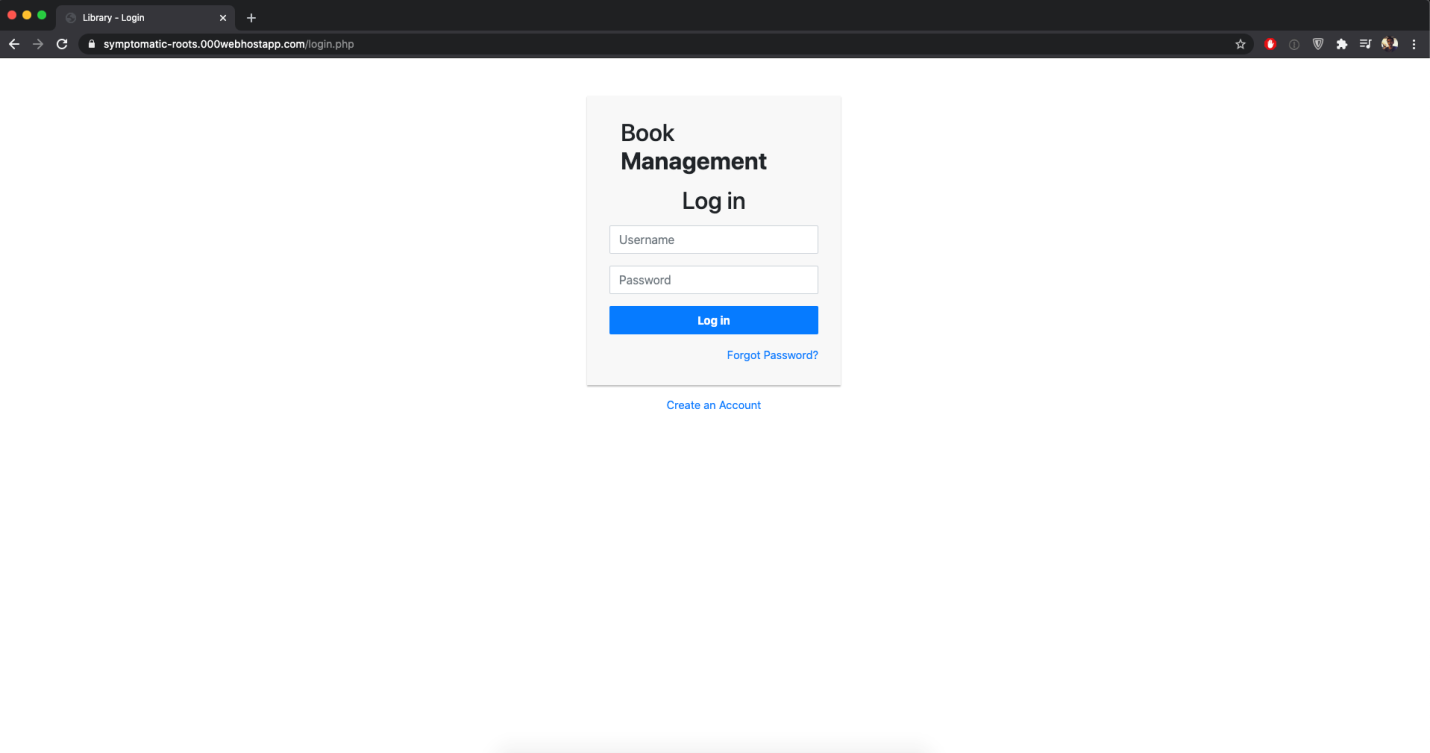 Library - Login
symptomatic-roots.000webhostapp.com/login.php
Book
Management
Log in
Username
Password
Log in
Forgot Password?
Create an Account